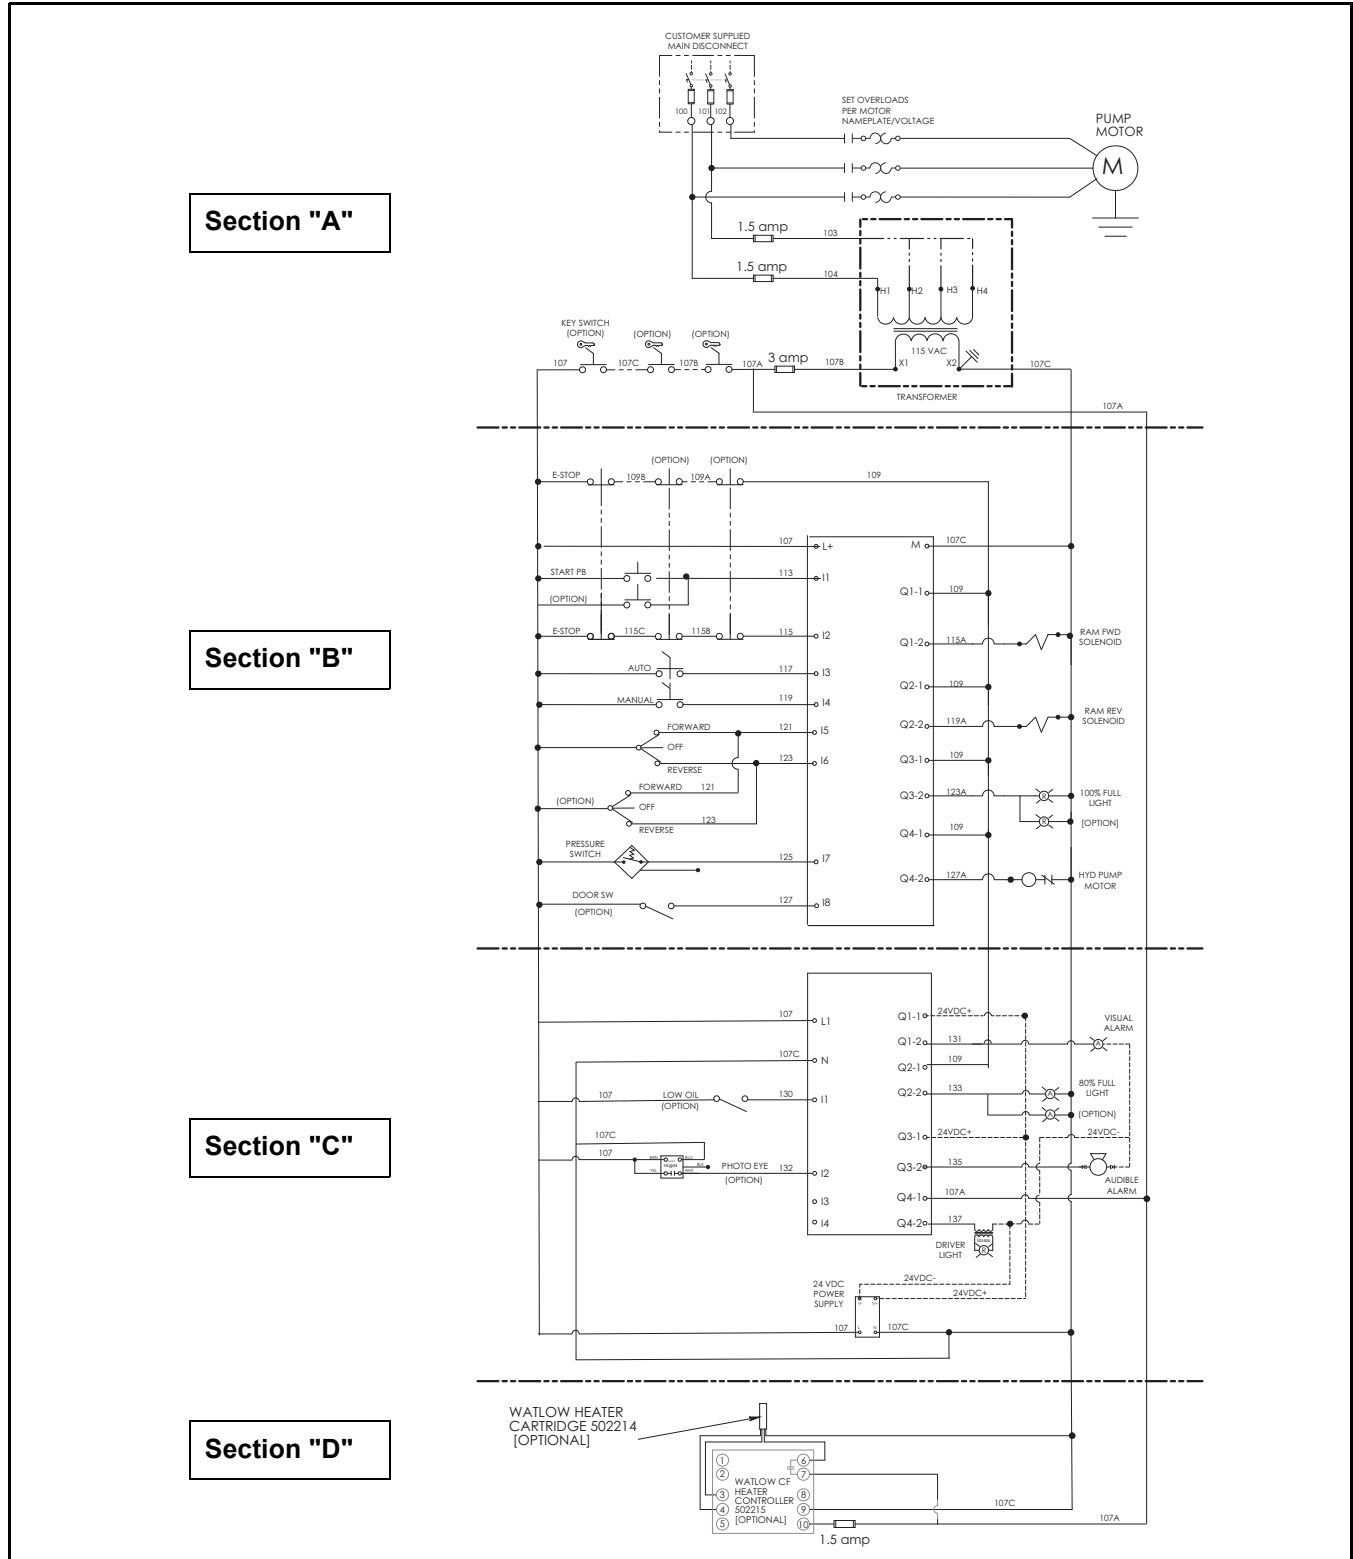 CUSTOMER SUPPLIED
MAIN DISCONNECT
100
101
102
SET OVERLOADS
PER MOTOR
NAMEPLATE/VOLTAGE
PUMP
MOTOR
M
Section "A"
1.5 amp
103
1.5 amp
104
H1
H2
H3
H4
KEY SWITCH
(OPTION)
(OPTION)
(OPTION)
107
107C
107B
107A
3 amp
107B
115 VAC
X1
X2
107C
TRANSFORMER
107A
(OPTION)
(OPTION)
E-STOP
109B
109A
109
107
L+
M
107C
START PB
113
I1
Q1-1
109
(OPTION)
Section "B"
E-STOP
115C
115B
115
I2
Q1-2
115A
RAM FWD
SOLENOID
AUTO
117
I3
Q2-1
109
MANUAL
119
I4
Q2-2
119A
RAM REV
SOLENOID
FORWARD
121
I5
OFF
REVERSE
123
I6
Q3-1
109
FORWARD
121
Q3-2
123A
R
100% FULL
LIGHT
(OPTION)
OFF
R
[OPTION]
REVERSE
123
Q4-1
109
PRESSURE
SWITCH
125
I7
Q4-2
127A
HYD PUMP
MOTOR
DOOR SW
(OPTION)
127
I8
107
L1
Q1-1
24VDC+
VISUAL
ALARM
Q1-2
131
A
107C
N
Q2-1
109
107
LOW OIL
(OPTION)
130
I1
Q2-2
133
A
80% FULL
LIGHT
A
(OPTION)
Section "C"
107C
Q3-1
24VDC+
24VDC-
107
BRN
BLU
BLK
YEL
WHT
PHOTO EYE
(OPTION)
132
I2
Q3-2
135
AUDIBLE
ALARM
I3
Q4-1
107A
I4
Q4-2
137
DRIVER
LIGHT
R
24 VDC
POWER
SUPPLY
24VDC-
24VDC+
V-
V+
107
L
N
107C
Section "D"
WATLOW HEATER
CARTRIDGE 502214
[OPTIONAL]
1
2
3
4
5
WATLOW CF
HEATER
CONTROLLER
502215
[OPTIONAL]
6
7
8
9
10
107C
107A
1.5 amp